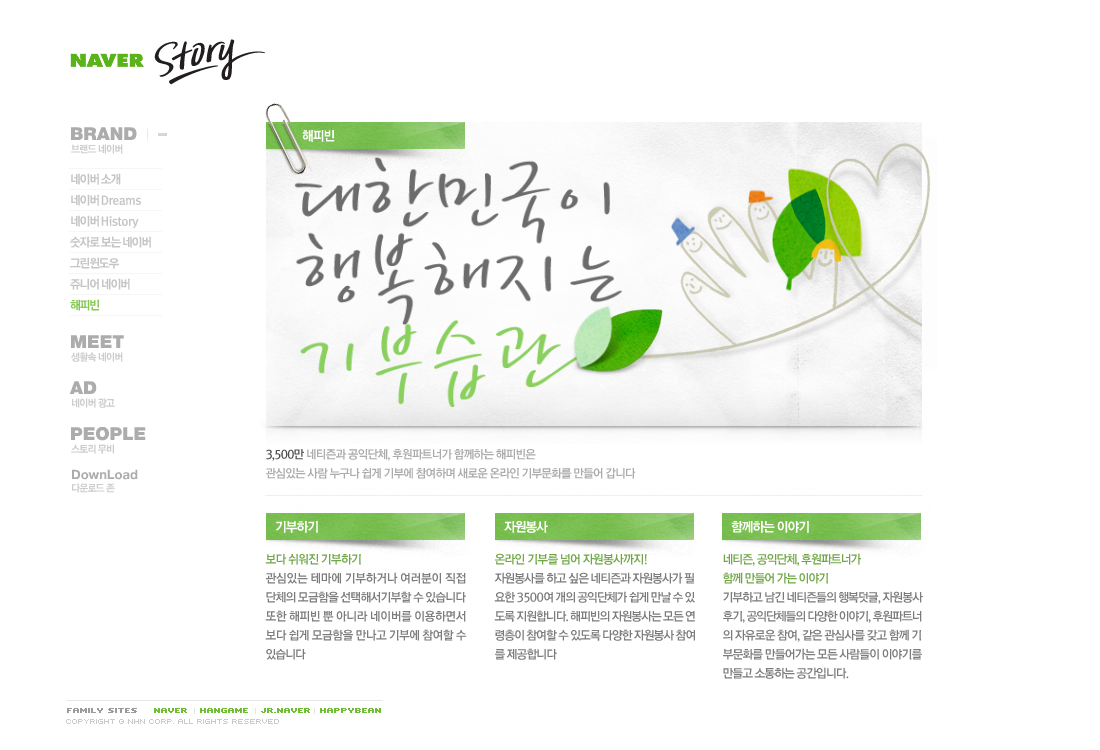 NAVER Story
BRAND
브랜드 네이버
네이버 소개
네이버 Dreams
네이버 History
숫자로 보는 네이버
그린윈도우
쥬니어 네이버
해피빈
MEET
생활속 네이버
AD
네이버 광고
PEOPLE
스토리 무비
DownLoad
다운로드 존
해피빈
대한민국이
행복해지는
기부습관
3,500만 네티즌과 공익단체, 후원파트너가 함께하는 해피빈은
관심있는 사람 누구나 쉽게 기부에 참여하며 새로운 온라인 기부문화를 만들어 갑니다
기부하기
보다 쉬워진 기부하기
관심있는 테마에 기부하거나 여러분이 직접
단체의 모금함을 선택해서기부할 수 있습니다
또한 해피빈 뿐 아니라 네이버를 이용하면서
보다 쉽게 모금함을 만나고 기부에 참여할 수
있습니다
자원봉사
온라인 기부를 넘어 자원봉사까지!
자원봉사를 하고 싶은 네티즌과 자원봉사가 필
요한 3500여 개의 공익단체가 쉽게 만날 수 있
도록 지원합니다. 해피빈의 자원봉사는 모든 연
령층이 참여할 수 있도록 다양한 자원봉사 참여
를 제공합니다
함께하는 이야기
네티즌, 공익단체, 후원파트너가
함께 만들어 가는 이야기
기부하고 남긴 네티즌들의 행복덧글, 자원봉사
후기, 공익단체들의 다양한 이야기, 후원파트너
의 자유로운 참여, 같은 관심사를 갖고 함께 기
부문화를 만들어가는 모든 사람들이 이야기를
만들고 소통하는 공간입니다.
FAMILY SITES NAVER HANGAME JR.NAVER HAPPYBEAN
COPYRIGHT @ NHN CORP. ALL RIGHTS RESERVED